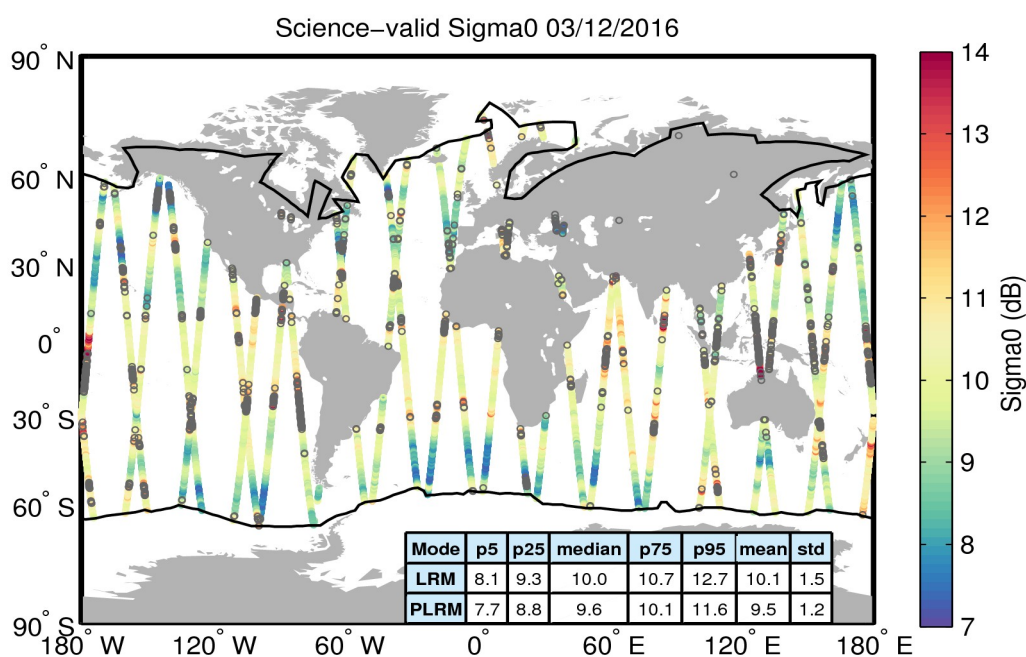 Science−valid Sigma0 03/12/2016
90° N
60° N
30° N
0°
30° S
60° S
90° S
180° W
120° W
60° W
0°
60° E
120° E
180° E
14
13
12
11
10
9
8
7
Sigma0 (dB)
Mode p5 p25 median p75 p95 mean std
LRM 8.1 9.3 10.0 10.7 12.7 10.1 1.5
PLRM 7.7 8.8 9.6 10.1 11.6 9.5 1.2